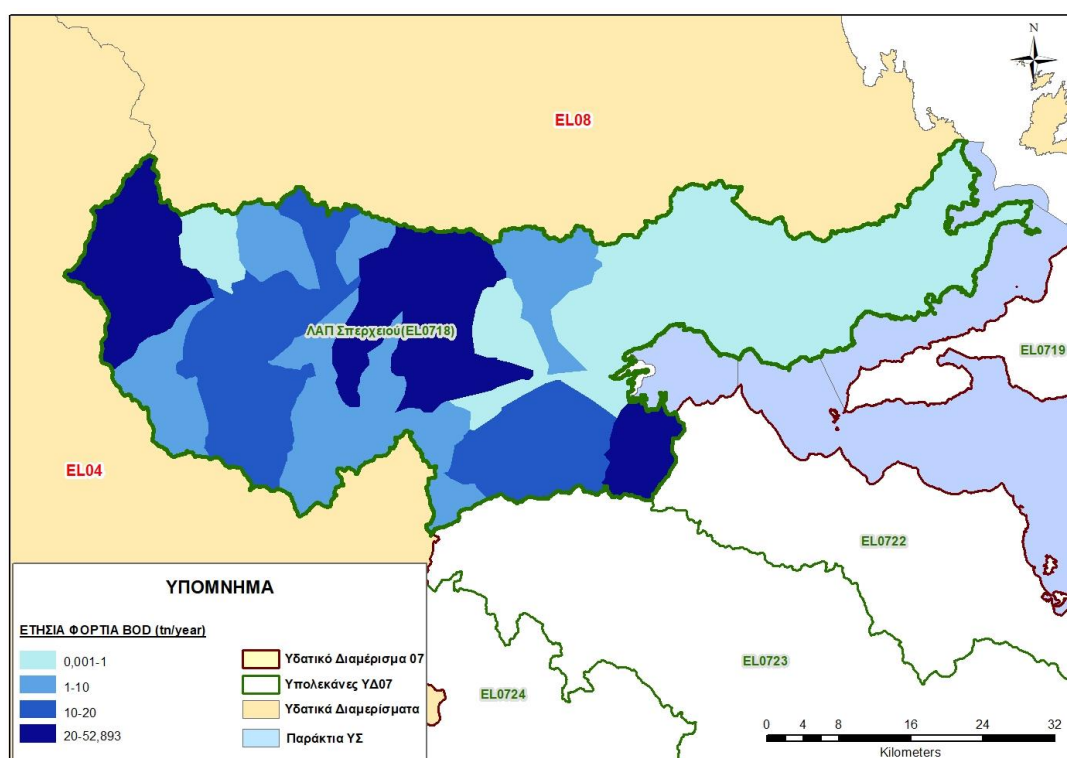 N
EL08
ΛΑΠ Σπερχειού(EL0718)
EL0719
EL04
EL0722
EL0723
EL0724
ΥΠΟΜΝΗΜΑ
ΕΤΗΣΙΑ ΦΟΡΤΙΑ BOD (tn/year)
0,001-1
1-10
10-20
20-52,893
Υδατικό Διαμέρισμα 07
Υπολεκάνες ΥΔ07
Υδατικά Διαμερίσματα
Παράκτια ΥΣ
0 4 8 16 24 32
Kilometers